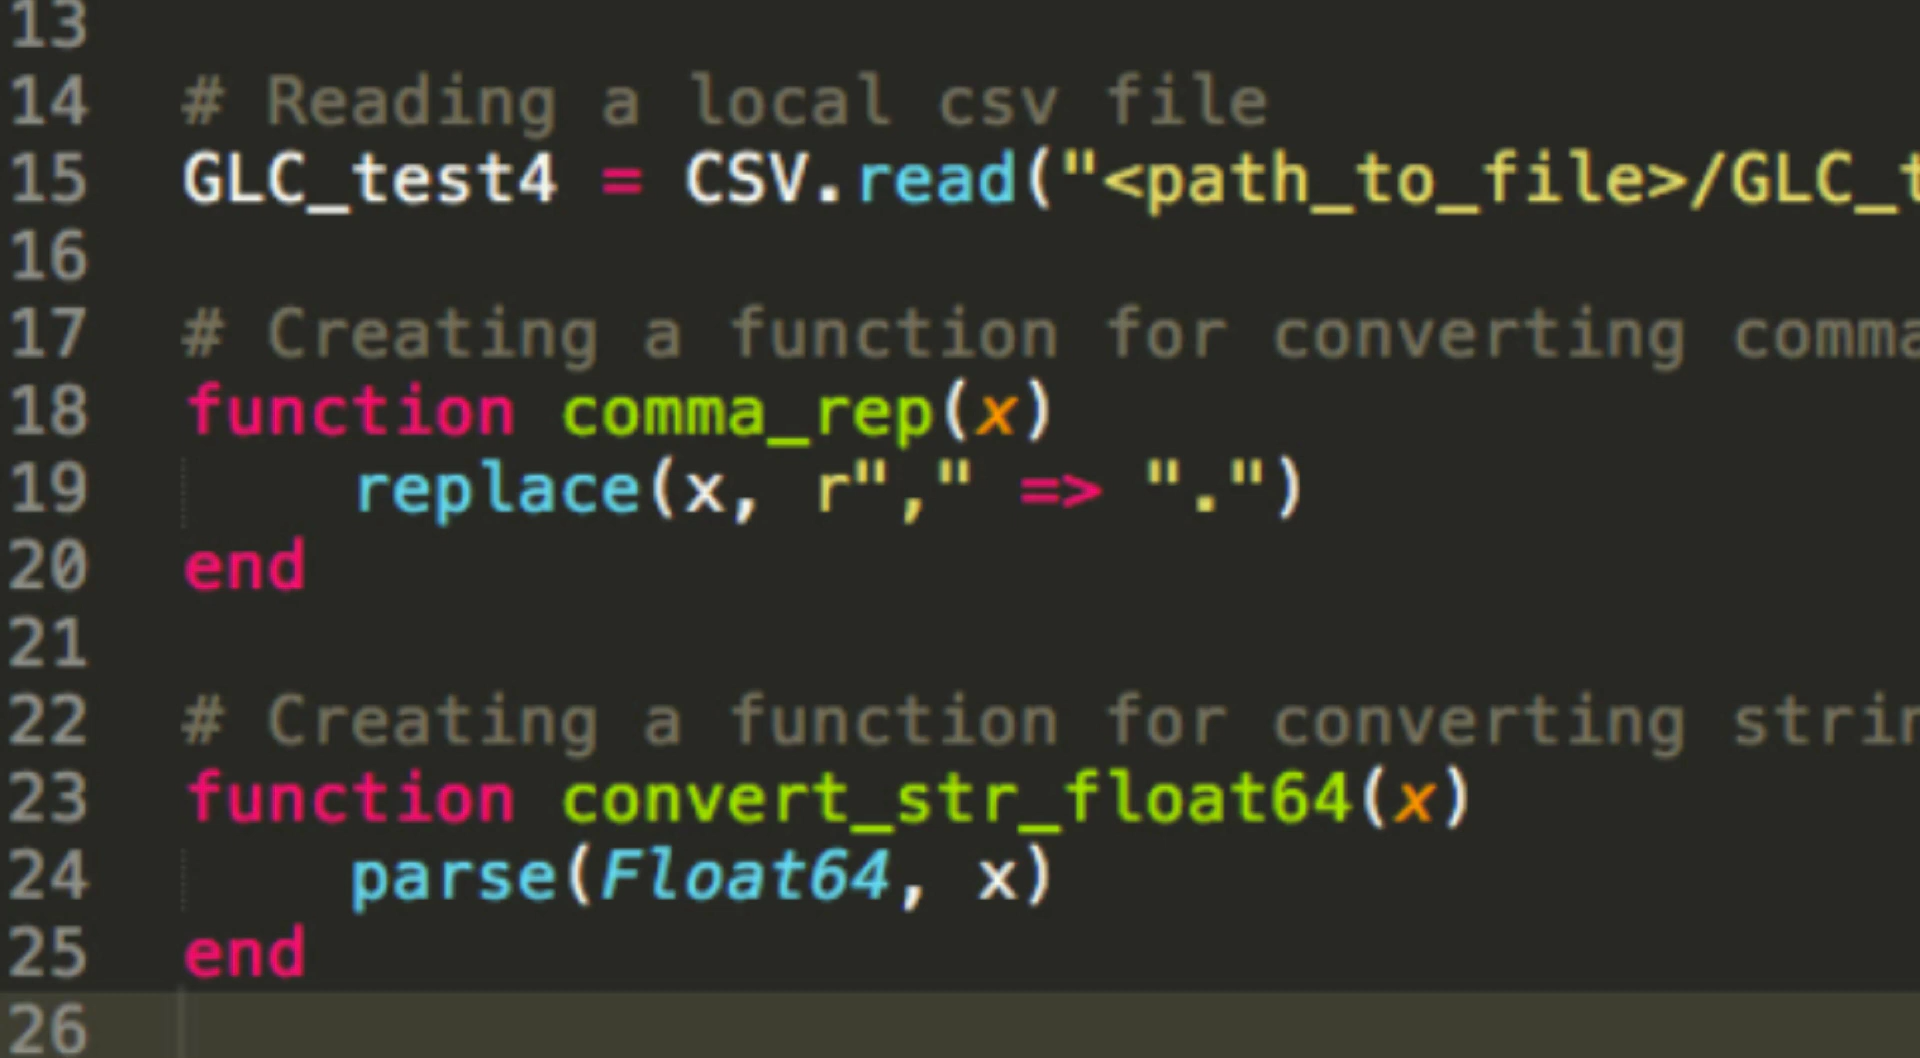 13
14 # Reading a local csv file
15 GLC_test4 = CSV.read("<path_to_file>/GLC_t
16
17 # Creating a function for converting comma
18 function comma_rep(x)
19     replace(x, r"," => ".")
20 end
21
22 # Creating a function for converting strin
23 function convert_str_float64(x)
24     parse(Float64, x)
25 end
26